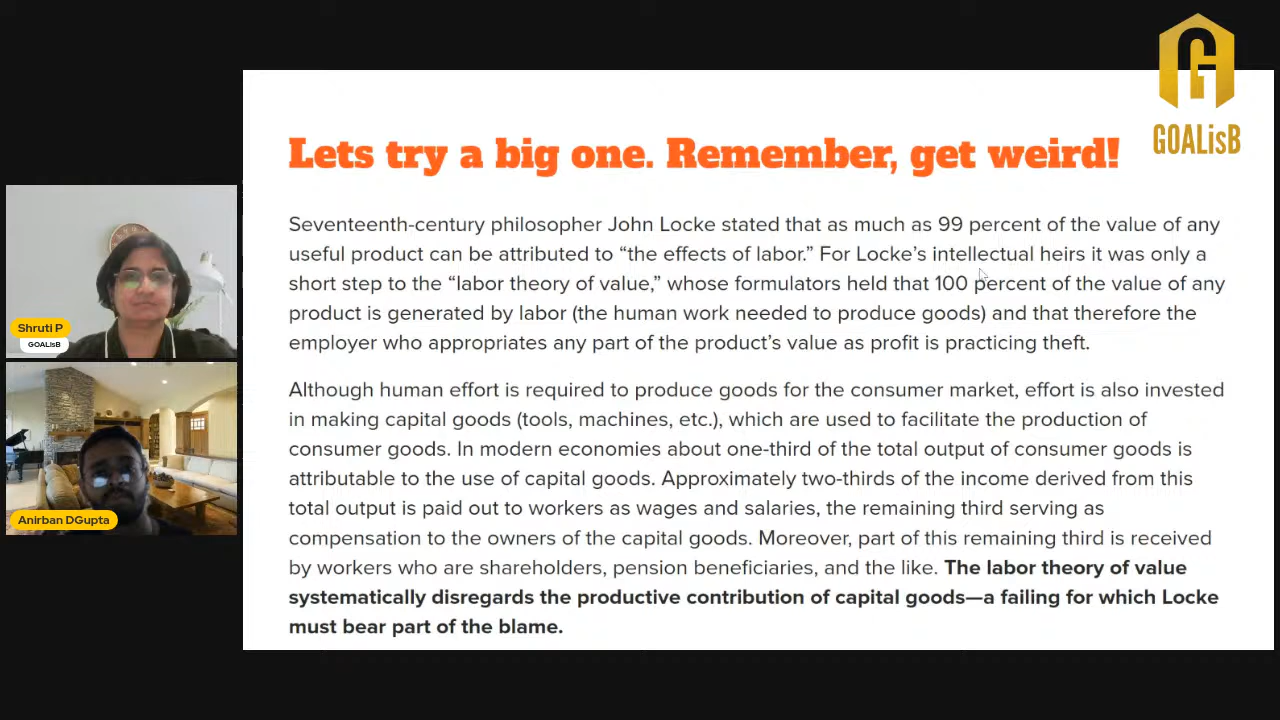 GOALisB
Lets try a big one. Remember, get weird!
Seventeenth-century philosopher John Locke stated that as much as 99 percent of the value of any
useful product can be attributed to “the effects of labor.” For Locke’s intellectual heirs it was only a
short step to the “labor theory of value,” whose formulators held that 100 percent of the value of any
product is generated by labor (the human work needed to produce goods) and that therefore the
employer who appropriates any part of the product’s value as profit is practicing theft.
Although human effort is required to produce goods for the consumer market, effort is also invested
in making capital goods (tools, machines, etc.), which are used to facilitate the production of
consumer goods. In modern economies about one-third of the total output of consumer goods is
attributable to the use of capital goods. Approximately two-thirds of the income derived from this
total output is paid out to workers as wages and salaries, the remaining third serving as
compensation to the owners of the capital goods. Moreover, part of this remaining third is received
by workers who are shareholders, pension beneficiaries, and the like. The labor theory of value
systematically disregards the productive contribution of capital goods—a failing for which Locke
must bear part of the blame.
Shruti P
GOALisB
Anirban DGupta